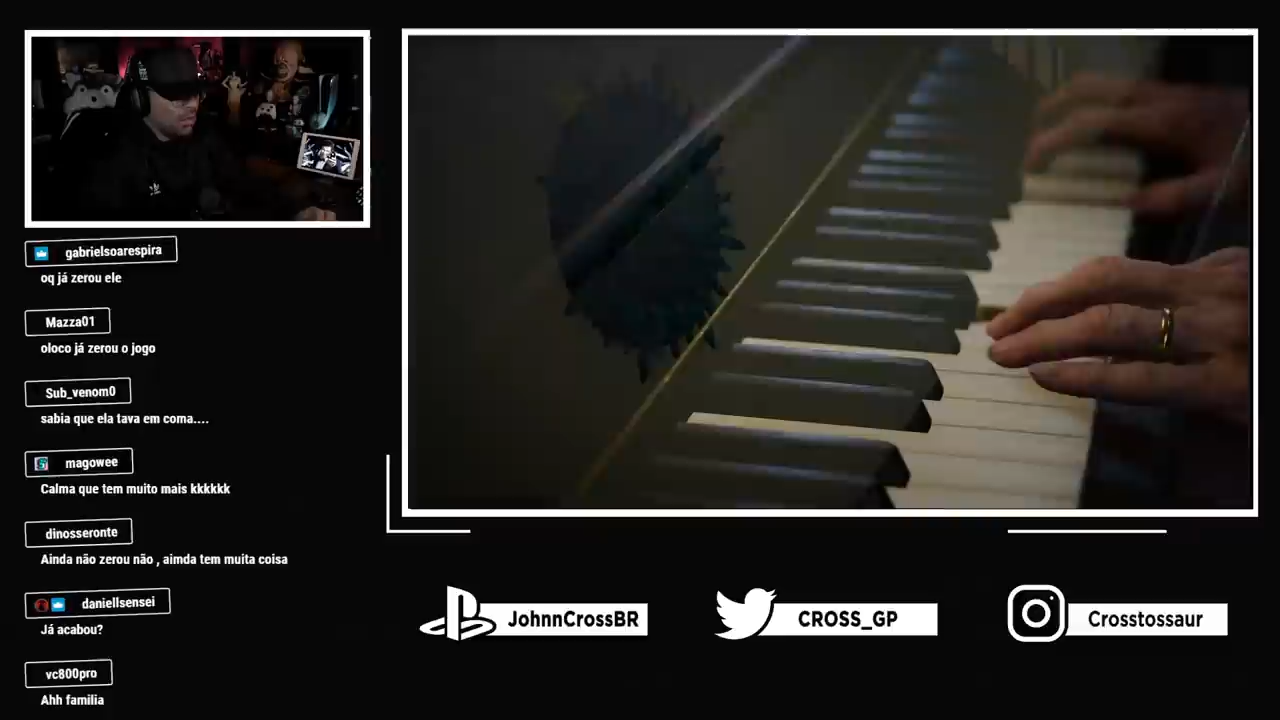 gabrielsoarespira
oq já zerou ele
Mazza01
oloco já zerou o jogo
Sub_venom0
sabia que ela tava em coma....
magowee
Calma que tem muito mais kkkkkk
dinosseronte
Ainda não zerou não , aimda tem muita coisa
daniellsensei
Já acabou?
vc800pro
Ahh familia
JohnnCrossBR
CROSS_GP
Crosstossaur